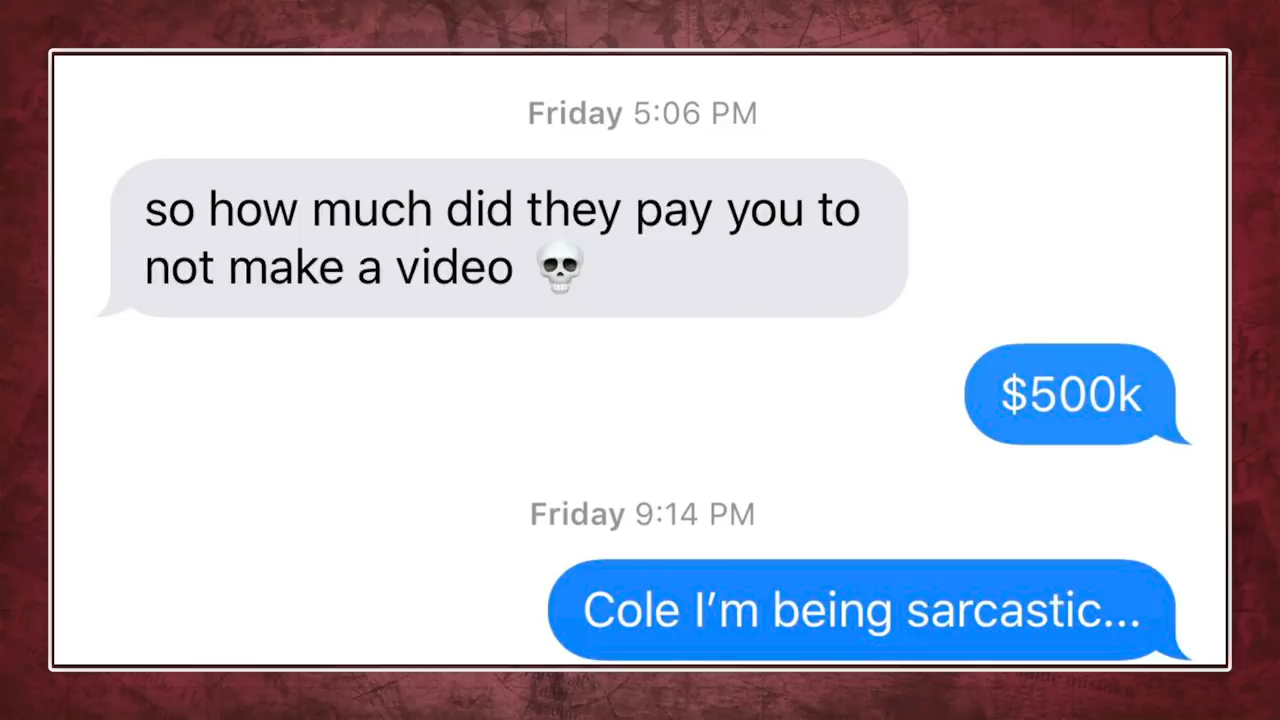 Friday 5:06 PM
so how much did they pay you to
not make a video 💀
$500k
Friday 9:14 PM
Cole I’m being sarcastic...